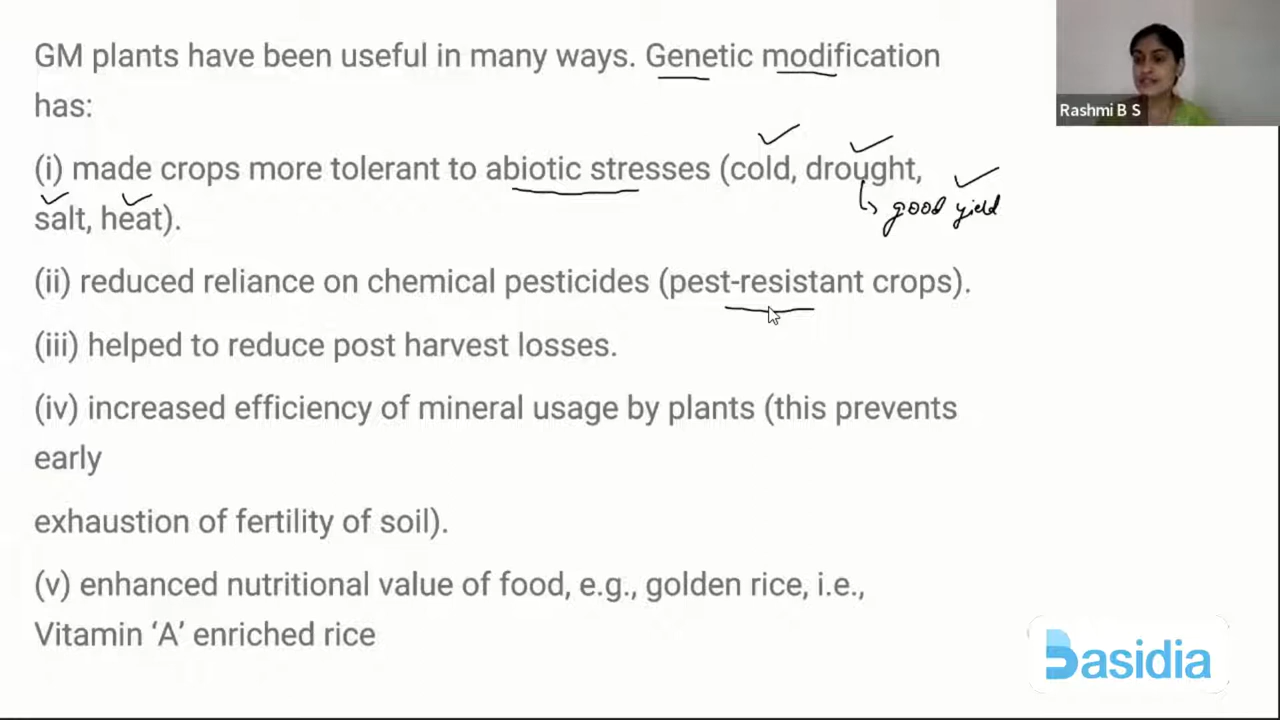 GM plants have been useful in many ways. Genetic modification
has:
Rashmi B S
(i) made crops more tolerant to abiotic stresses (cold, drought,
good yield
salt, heat).
(ii) reduced reliance on chemical pesticides (pest-resistant crops).
(iii) helped to reduce post harvest losses.
(iv) increased efficiency of mineral usage by plants (this prevents
early
exhaustion of fertility of soil).
(v) enhanced nutritional value of food, e.g., golden rice, i.e.,
Vitamin ‘A’ enriched rice
Basidia